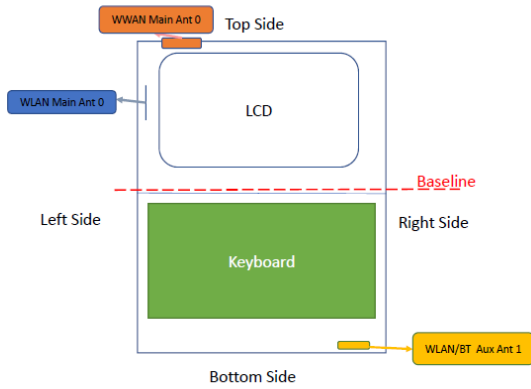 WWAN Main Ant 0
Top Side
WLAN Main Ant 0
LCD
Baseline
Left Side
Right Side
Keyboard
WLAN/BT Aux Ant 1
Bottom Side